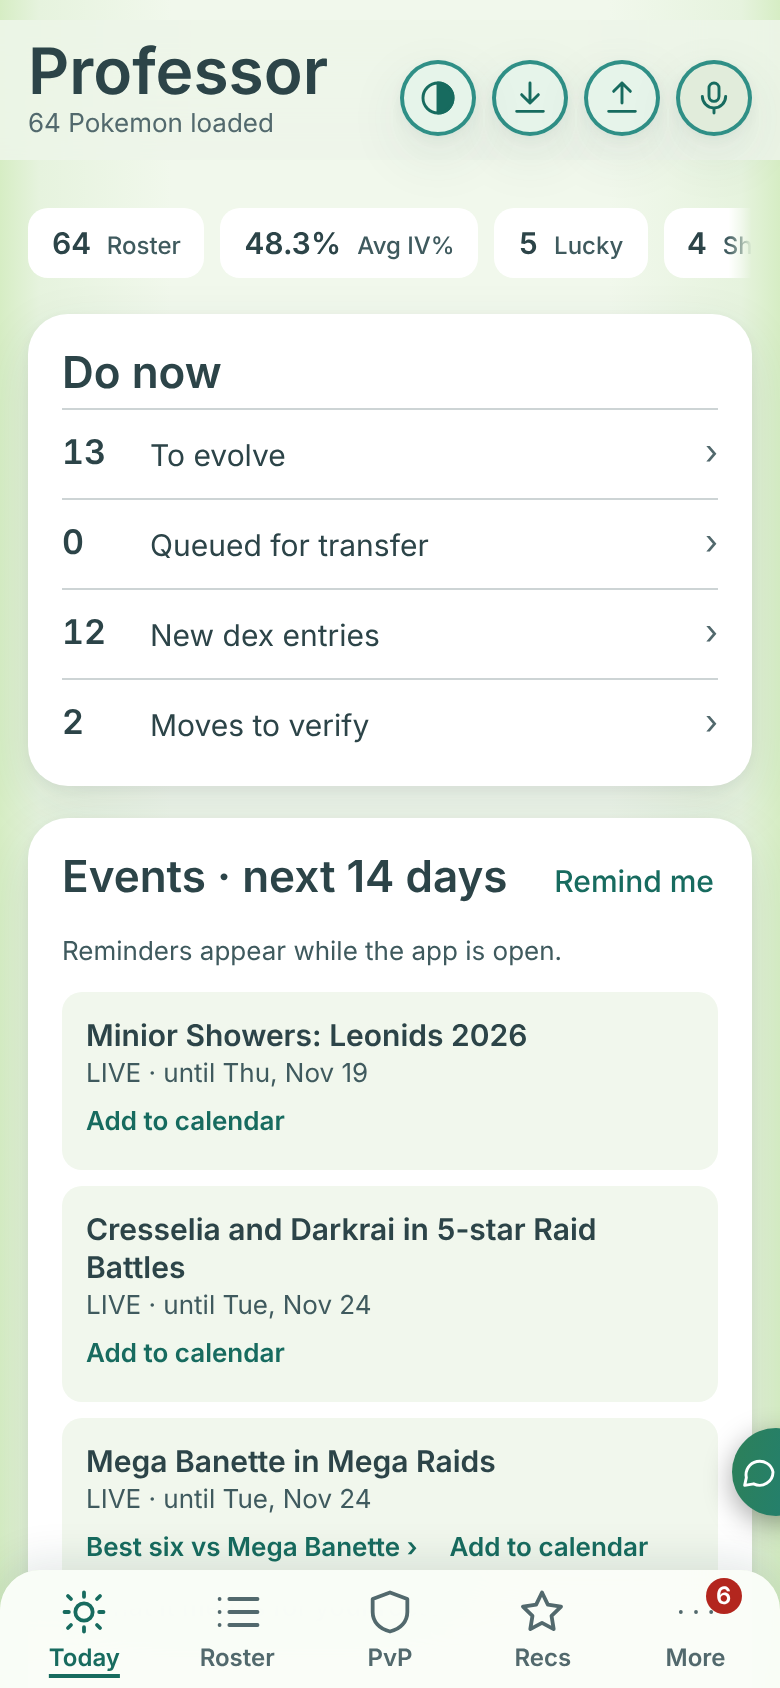 Professor
64 Pokemon loaded
64 Roster
48.3% Avg IV%
5 Lucky
4
Do now
13 To evolve ›
0 Queued for transfer ›
12 New dex entries ›
2 Moves to verify ›
Events · next 14 days
Remind me
Reminders appear while the app is open.
Minior Showers: Leonids 2026
LIVE · until Thu, Nov 19
Add to calendar
Cresselia and Darkrai in 5-star Raid
Battles
LIVE · until Tue, Nov 24
Add to calendar
Mega Banette in Mega Raids
LIVE · until Tue, Nov 24
Best six vs Mega Banette › Add to calendar
6
Today
Roster
PvP
Recs
More